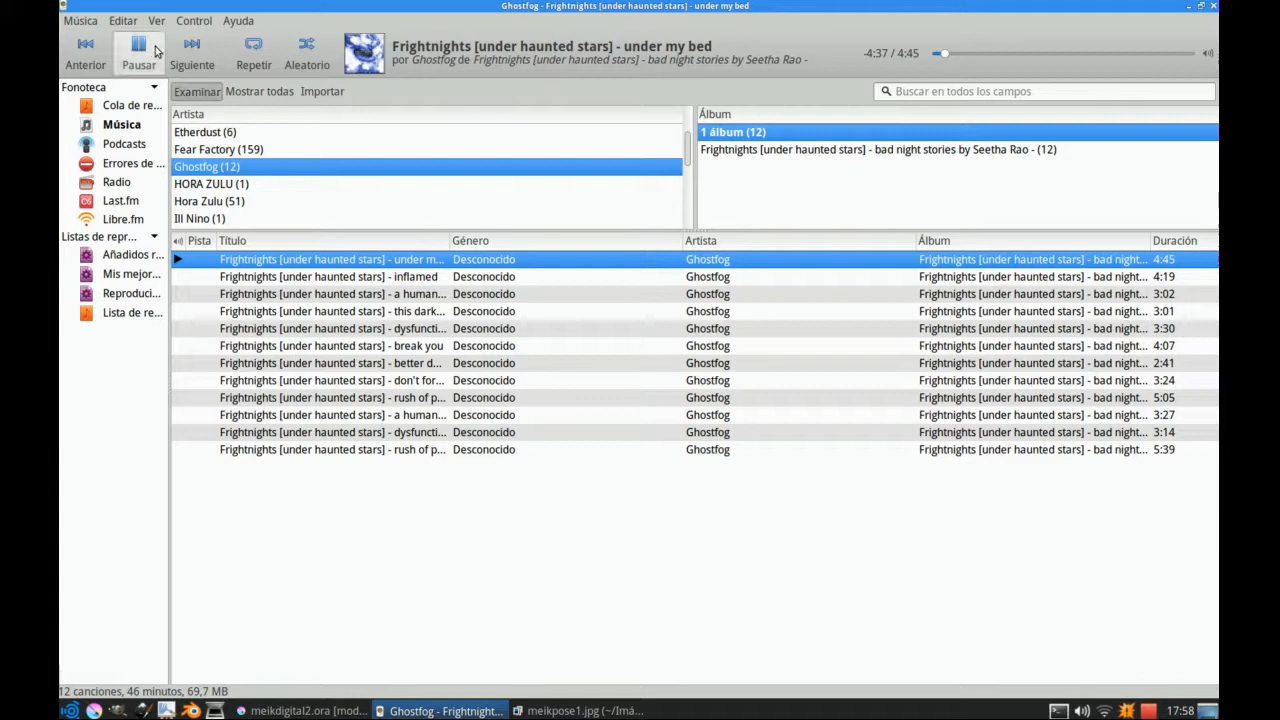 Ghostfog - Frightnights [under haunted stars] - under my bed
Música Editar Ver Control Ayuda
Anterior Pausar Siguiente Repetir Aleatorio
Frightnights [under haunted stars] - under my bed
por Ghostfog de Frightnights [under haunted stars] - bad night stories by Seetha Rao -
-4:37 / 4:45
Fonoteca
Cola de re...
Música
Podcasts
Errores de ...
Radio
Last.fm
Libre.fm
Listas de repr...
Añadidos r...
Mis mejor...
Reproduci...
Lista de re...
Examinar Mostrar todas Importar
Buscar en todos los campos
Artista
Etherdust (6)
Fear Factory (159)
Ghostfog (12)
HORA ZULU (1)
Hora Zulu (51)
Ill Nino (1)
Álbum
1 álbum (12)
Frightnights [under haunted stars] - bad night stories by Seetha Rao - (12)
Pista Título Género Artista Álbum Duración
Frightnights [under haunted stars] - under m... Desconocido Ghostfog Frightnights [under haunted stars] - bad night... 4:45
Frightnights [under haunted stars] - inflamed Desconocido Ghostfog Frightnights [under haunted stars] - bad night... 4:19
Frightnights [under haunted stars] - a human... Desconocido Ghostfog Frightnights [under haunted stars] - bad night... 3:02
Frightnights [under haunted stars] - this dark... Desconocido Ghostfog Frightnights [under haunted stars] - bad night... 3:01
Frightnights [under haunted stars] - dysfuncti... Desconocido Ghostfog Frightnights [under haunted stars] - bad night... 3:30
Frightnights [under haunted stars] - break you Desconocido Ghostfog Frightnights [under haunted stars] - bad night... 4:07
Frightnights [under haunted stars] - better d... Desconocido Ghostfog Frightnights [under haunted stars] - bad night... 2:41
Frightnights [under haunted stars] - don't for... Desconocido Ghostfog Frightnights [under haunted stars] - bad night... 3:24
Frightnights [under haunted stars] - rush of p... Desconocido Ghostfog Frightnights [under haunted stars] - bad night... 5:05
Frightnights [under haunted stars] - a human... Desconocido Ghostfog Frightnights [under haunted stars] - bad night... 3:27
Frightnights [under haunted stars] - dysfuncti... Desconocido Ghostfog Frightnights [under haunted stars] - bad night... 3:14
Frightnights [under haunted stars] - rush of p... Desconocido Ghostfog Frightnights [under haunted stars] - bad night... 5:39
12 canciones, 46 minutos, 69,7 MB
meikdigital2.ora [mod... Ghostfog - Frightnight... meikpose1.jpg (~/Imá... 17:58